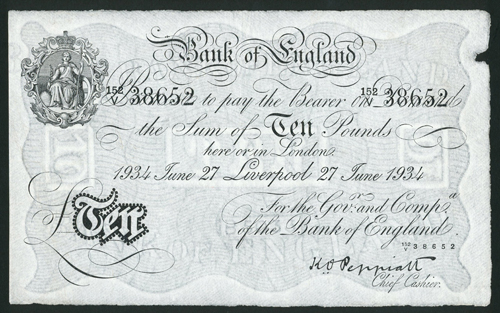 Bank of England
152/V 38652 152/V 38652
Promise to pay the Bearer on Demand
the Sum of Ten Pounds
here or in London.
1934 June 27 Liverpool 27 June 1934
For the Gov.r and Comp.a
of the Bank of England.
£Ten
152/V 38652
K.O. Peppiatt
Chief Cashier.